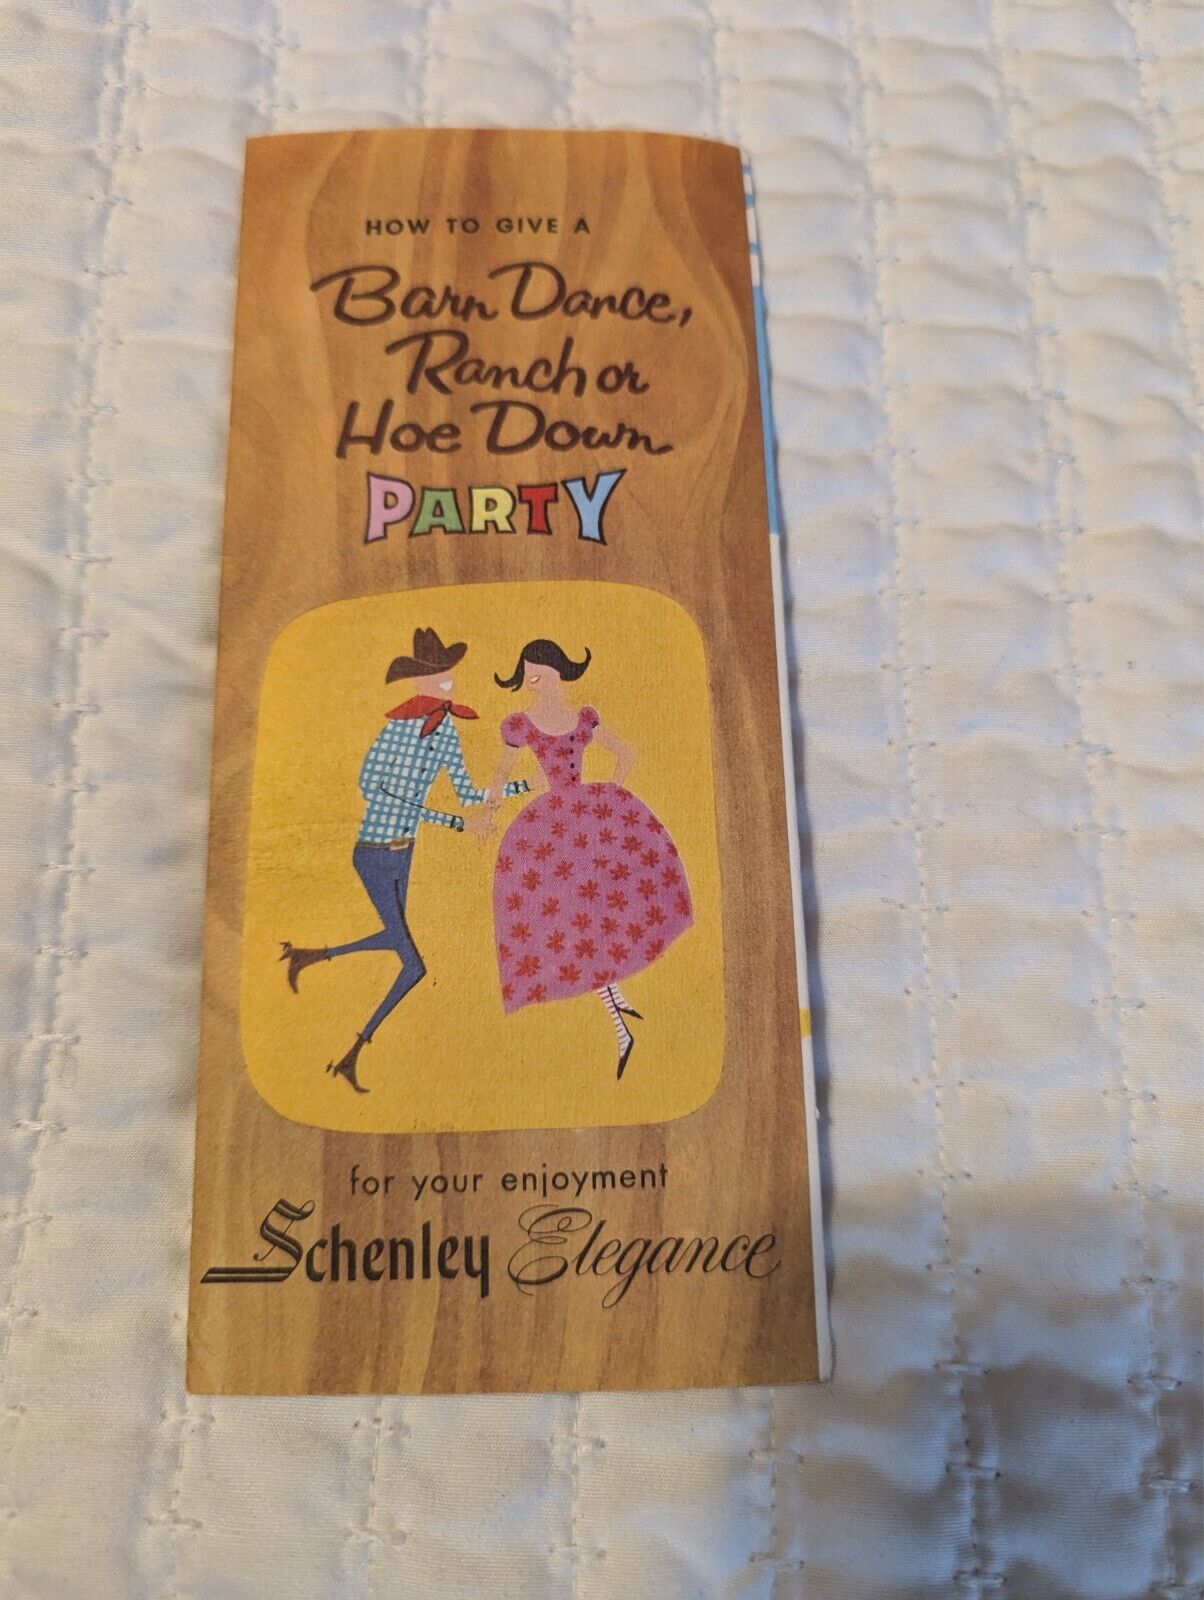 HOW TO GIVE A
Barn Dance,
Ranch or
Hoe Down
PARTY
for your enjoyment
Schenley Elegance